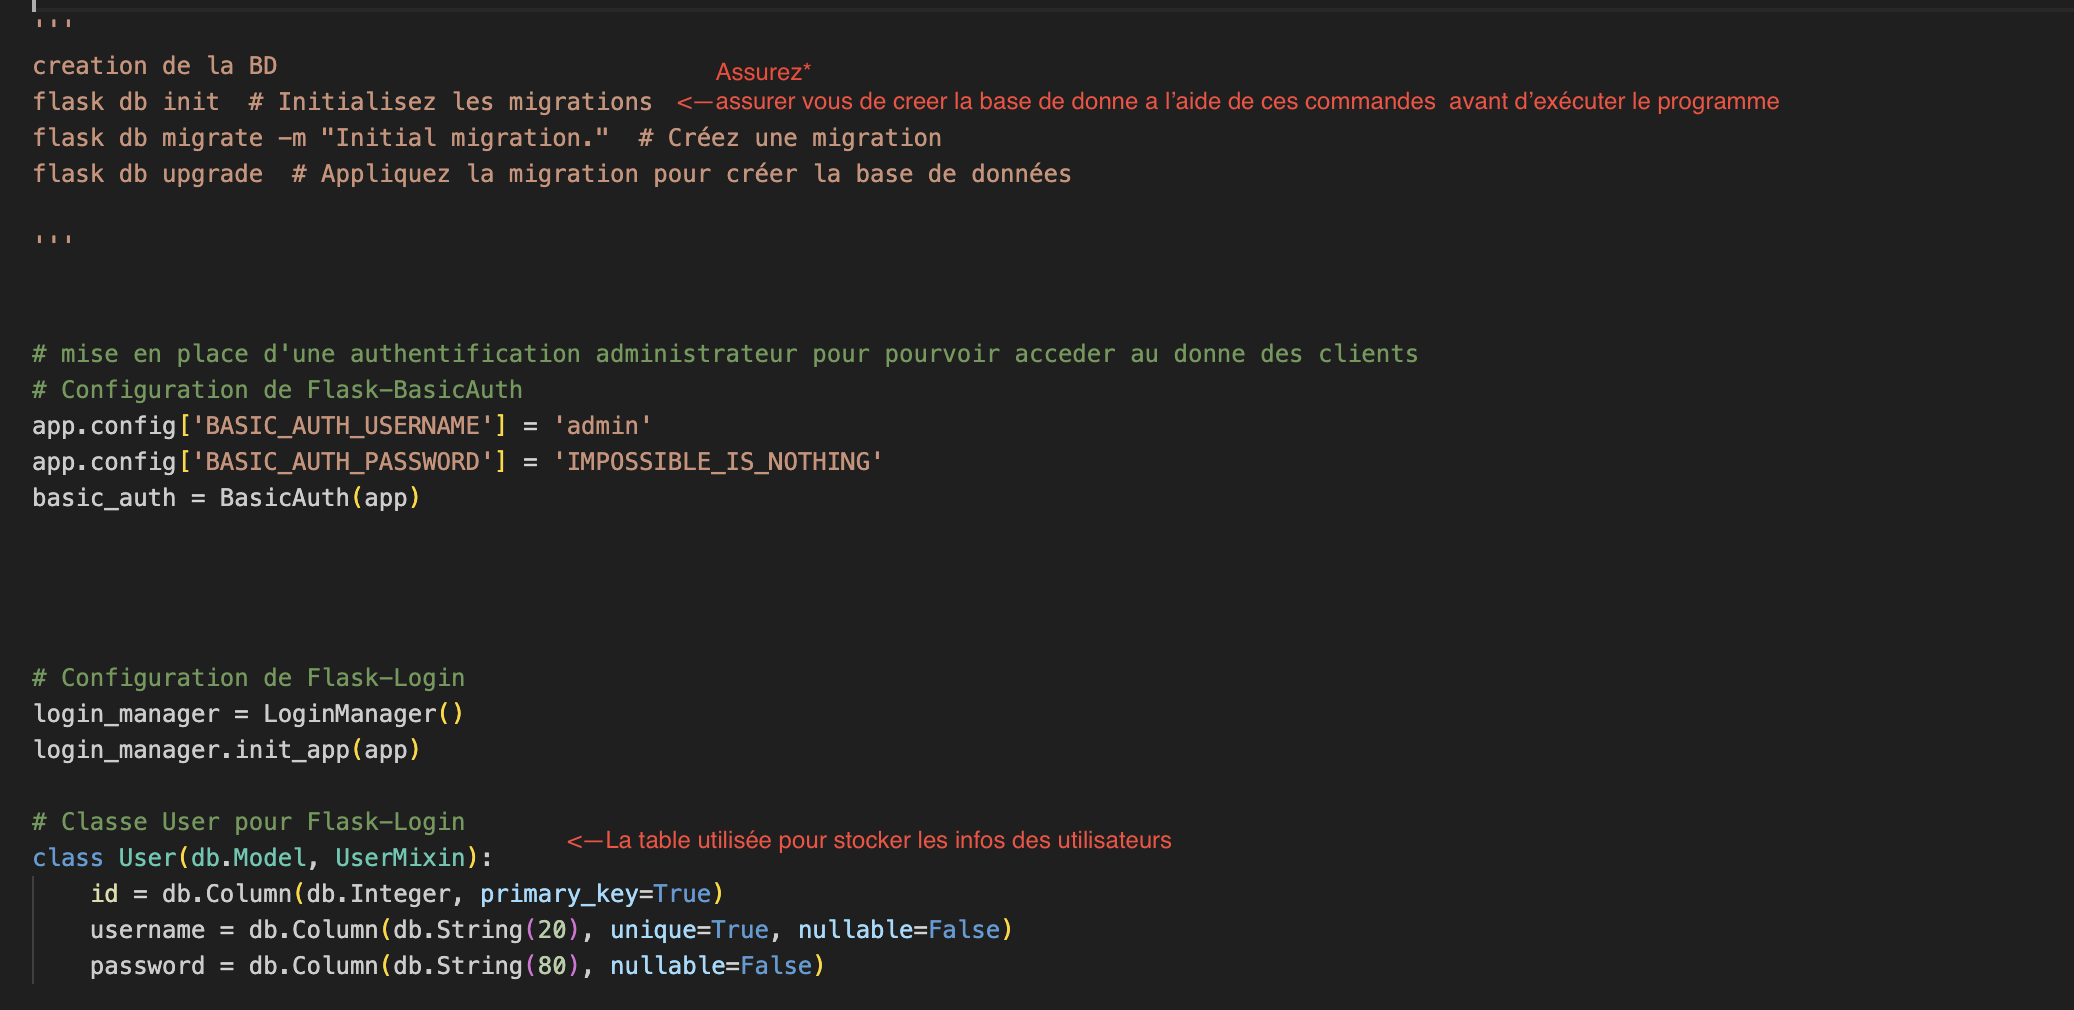 '''
creation de la BD
Assurez*
flask db init  # Initialisez les migrations <—assurer vous de creer la base de donne a l’aide de ces commandes  avant d’exécuter le programme
flask db migrate -m "Initial migration."  # Créez une migration
flask db upgrade  # Appliquez la migration pour créer la base de données
'''
# mise en place d'une authentification administrateur pour pourvoir acceder au donne des clients
# Configuration de Flask-BasicAuth
app.config['BASIC_AUTH_USERNAME'] = 'admin'
app.config['BASIC_AUTH_PASSWORD'] = 'IMPOSSIBLE_IS_NOTHING'
basic_auth = BasicAuth(app)
# Configuration de Flask-Login
login_manager = LoginManager()
login_manager.init_app(app)
# Classe User pour Flask-Login
<—La table utilisée pour stocker les infos des utilisateurs
class User(db.Model, UserMixin):
    id = db.Column(db.Integer, primary_key=True)
    username = db.Column(db.String(20), unique=True, nullable=False)
    password = db.Column(db.String(80), nullable=False)